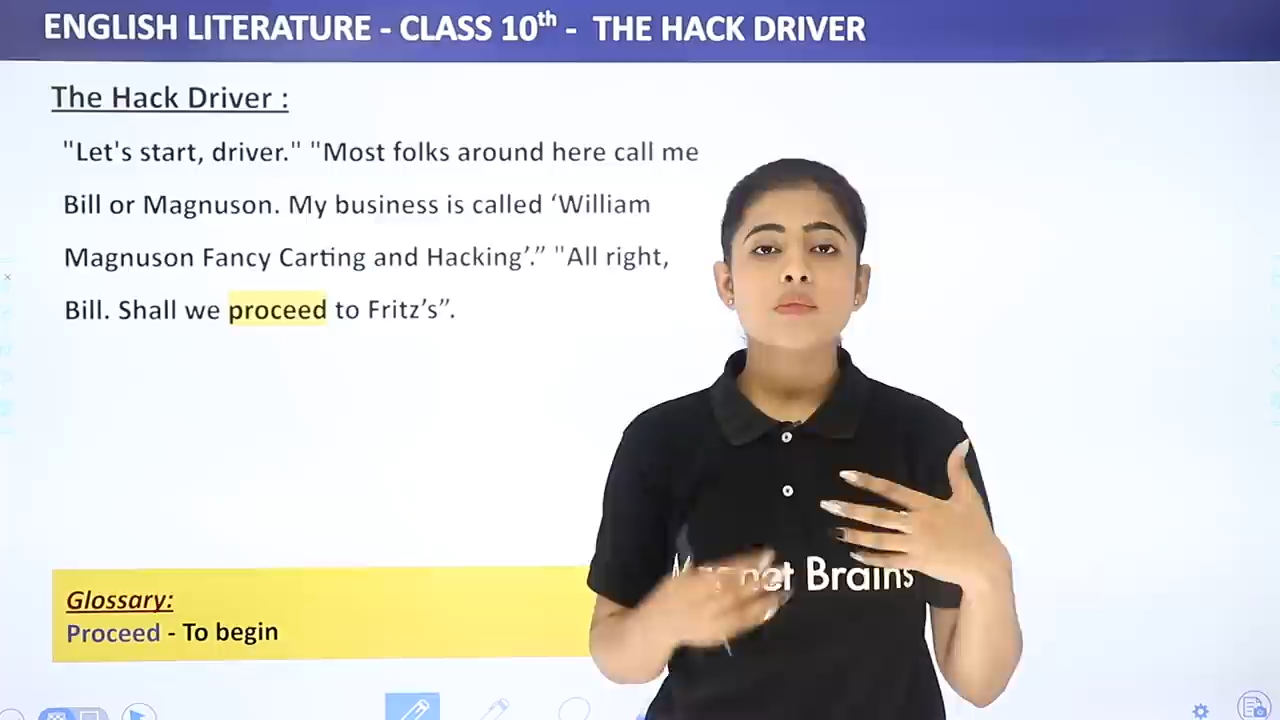 ENGLISH LITERATURE - CLASS 10th - THE HACK DRIVER
The Hack Driver :
"Let's start, driver." "Most folks around here call me
Bill or Magnuson. My business is called ‘William
Magnuson Fancy Carting and Hacking’.” "All right,
Bill. Shall we proceed to Fritz’s”.
Brains
Glossary:
Proceed - To begin